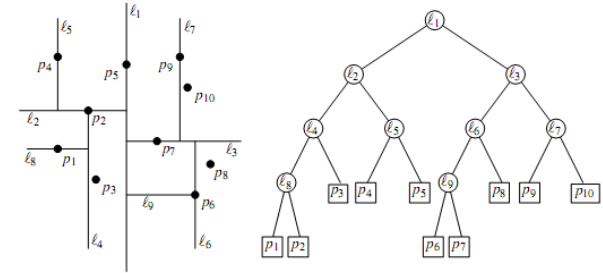 ℓ1
ℓ5
ℓ7
p4
p5
p9
p10
ℓ2
p2
ℓ8
p1
p7
ℓ3
p3
p8
ℓ9
p6
ℓ4
ℓ6
ℓ1
ℓ2 ℓ3
ℓ4 ℓ5 ℓ6 ℓ7
ℓ8 p3 p4 p5 ℓ9 p8 p9 p10
p1 p2 p6 p7